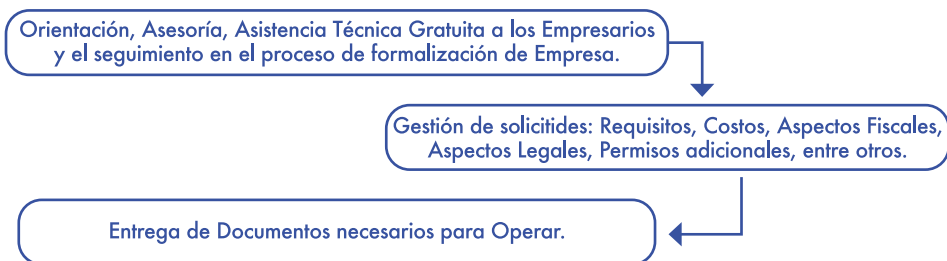 Orientación, Asesoría, Asistencia Técnica Gratuita a los Empresarios
y el seguimiento en el proceso de formalización de Empresa.
Gestión de solicitides: Requisitos, Costos, Aspectos Fiscales,
Aspectos Legales, Permisos adicionales, entre otros.
Entrega de Documentos necesarios para Operar.